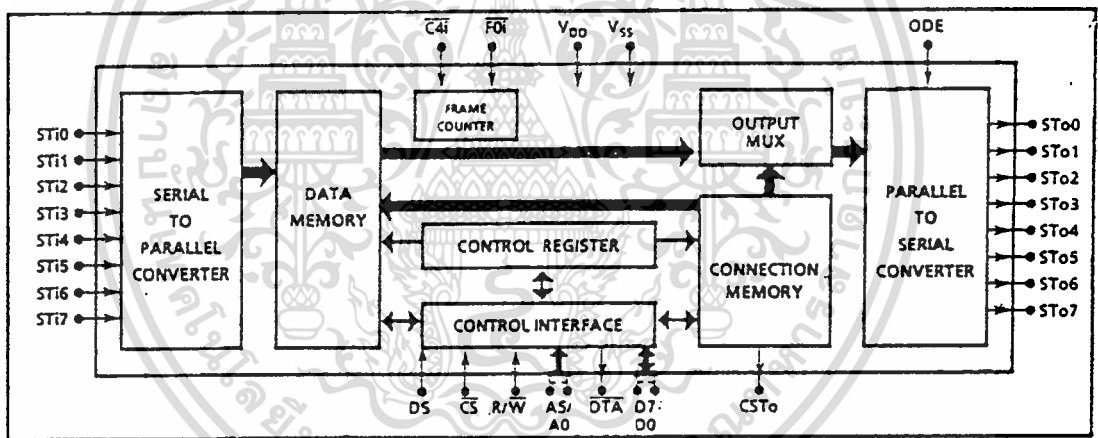 C4i F0i VDD VSS ODE
FRAME
COUNTER
OUTPUT
MUX
STi0
STi1
STi2
STi3
STi4
STi5
STi6
STi7
SERIAL
TO
PARALLEL
CONVERTER
DATA
MEMORY
CONTROL REGISTER
CONTROL INTERFACE
CONNECTION
MEMORY
PARALLEL
TO
SERIAL
CONVERTER
STo0
STo1
STo2
STo3
STo4
STo5
STo6
STo7
DS CS R/W A5/ DTA D7: CSTo
A0 D0